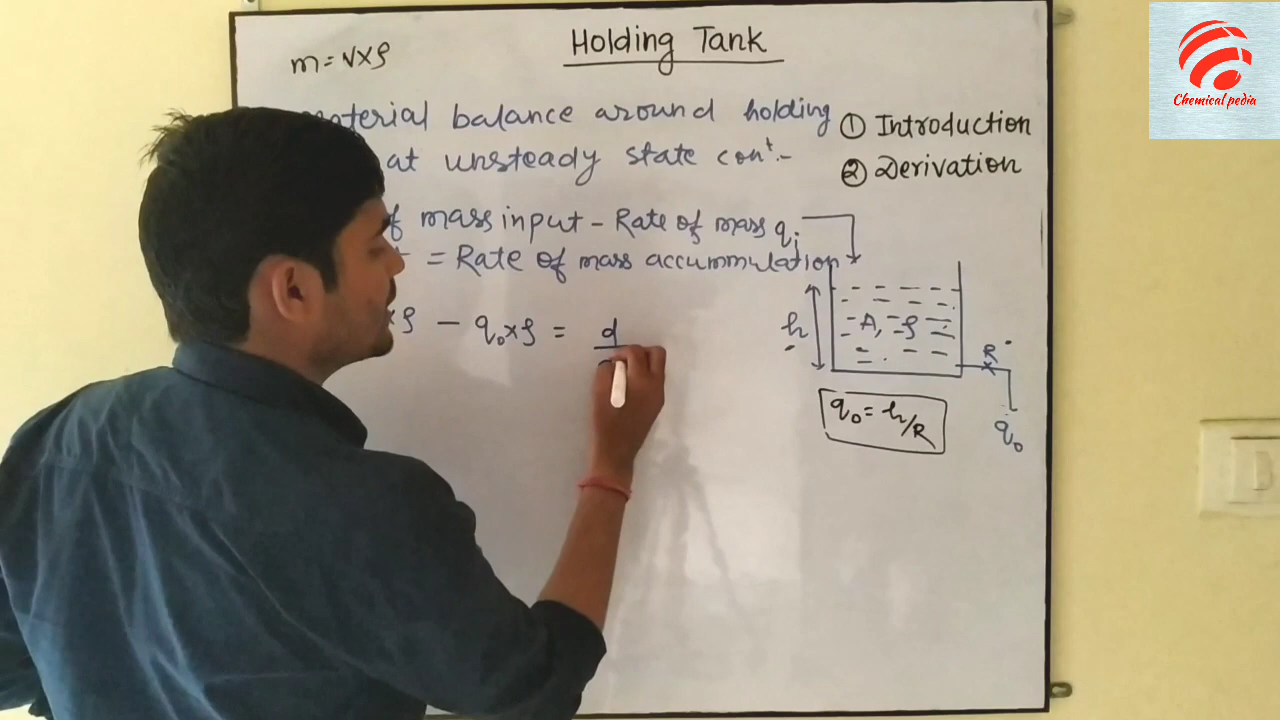 Holding Tank
m = V×ρ
material balance around holding
at unsteady state conᵗ.-
of mass input - Rate of mass
= Rate of mass accummulation
×ρ - q₀×ρ = d
① Introduction
② Derivation
qᵢ
h
A, ρ
R
q₀ = h/R
q₀
Chemical pedia